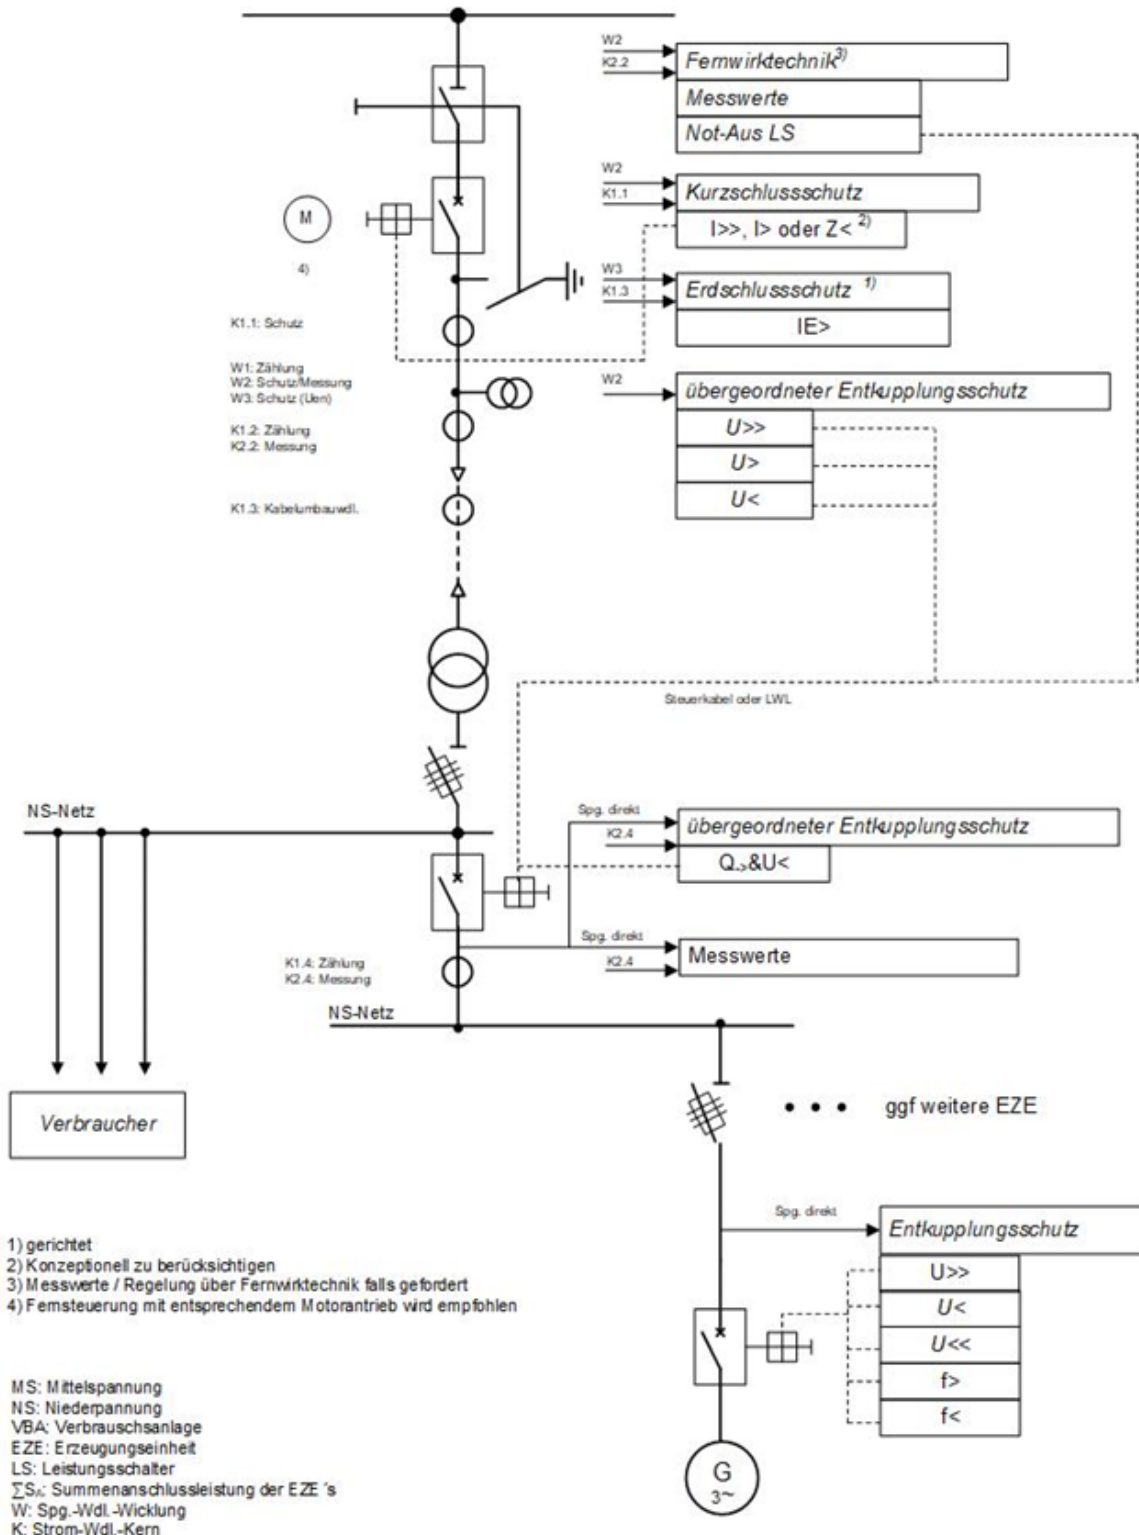 W2
K2.2
Fernwirktechnik3)
Messwerte
Not-Aus LS
W2
K1.1
Kurzschlussschutz
I>>, I> oder Z< 2)
M
4)
W3
K1.3
Erdschlussschutz 1)
IE>
K1.1: Schutz
W1: Zählung
W2: Schutz/Messung
W3: Schutz (Uen)
K1.2: Zählung
K2.2: Messung
K1.3: Kabelumbauwdl.
W2
übergeordneter Entkupplungsschutz
U>>
U>
U<
Steuerkabel oder LWL
NS-Netz
Spg. direkt
K2.4
übergeordneter Entkupplungsschutz
Q->&U<
Spg. direkt
K2.4
Messwerte
K1.4: Zählung
K2.4: Messung
NS-Netz
Verbraucher
ggf weitere EZE
Spg. direkt
Entkupplungsschutz
U>>
U<
U<<
f>
f<
G
3~
1) gerichtet
2) Konzeptionell zu berücksichtigen
3) Messwerte / Regelung über Fernwirktechnik falls gefordert
4) Fernsteuerung mit entsprechendem Motorantrieb wird empfohlen
MS: Mittelspannung
NS: Niederpannung
VBA: Verbrauschsanlage
EZE: Erzeugungseinheit
LS: Leistungsschalter
∑SA: Summenanschlussleistung der EZE ´s
W: Spg.-Wdl.-Wicklung
K: Strom-Wdl.-Kern